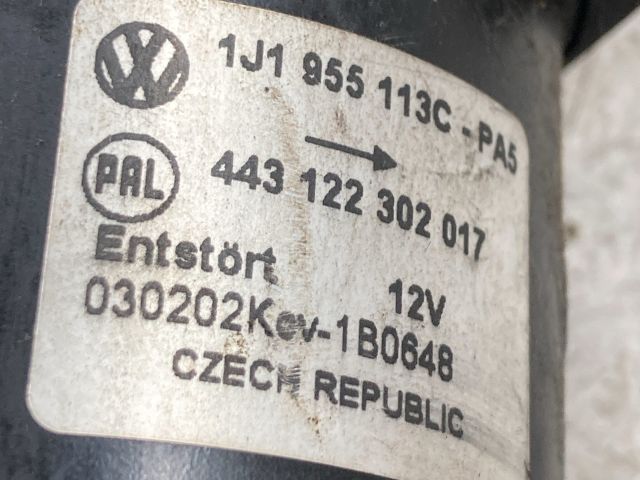 1J1 955 113C - PA5
PAL 443 122 302 017
Entstört 12V
030202Kev-1B0648
CZECH REPUBLIC